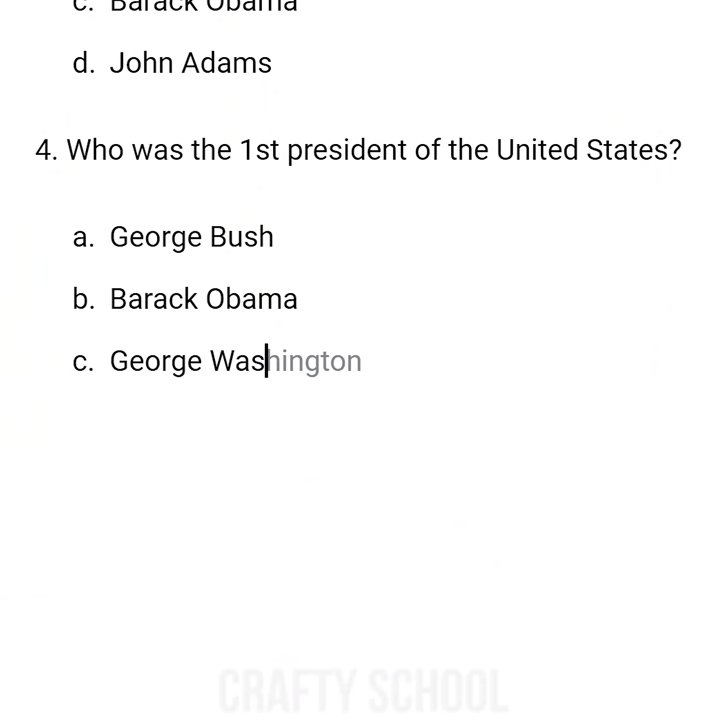 c. Barack Obama
d. John Adams
4. Who was the 1st president of the United States?
a. George Bush
b. Barack Obama
c. George Washington
CRAFTY SCHOOL